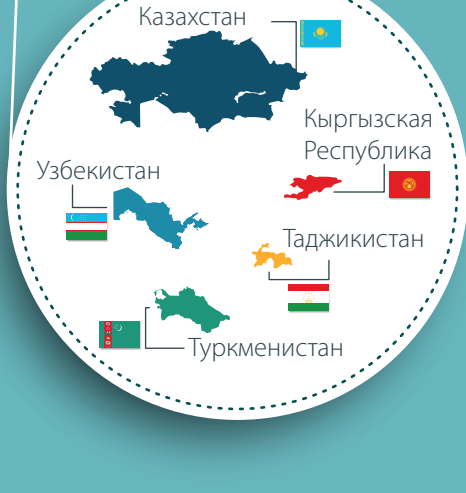 Казахстан
Кыргызская
Республика
Узбекистан
Таджикистан
Туркменистан